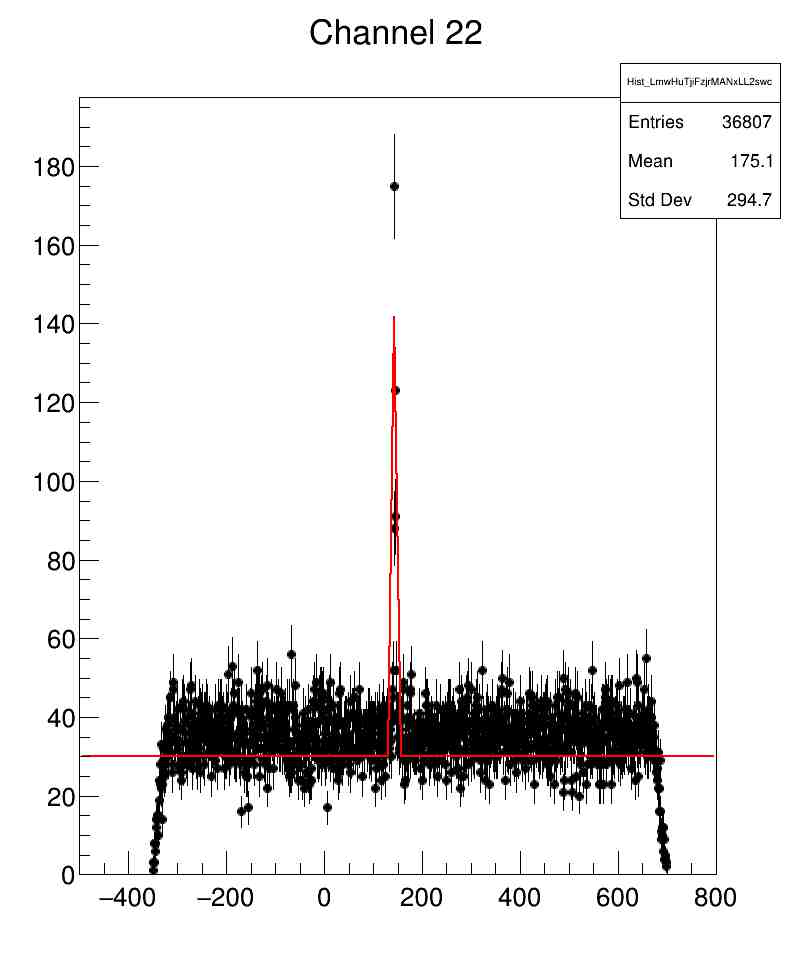 Channel 22
Hist_LmwHuTjiFzjrMANxLL2swc
Entries 36807
Mean 175.1
Std Dev 294.7
180
160
140
120
100
80
60
40
20
0
−400 −200 0 200 400 600 800